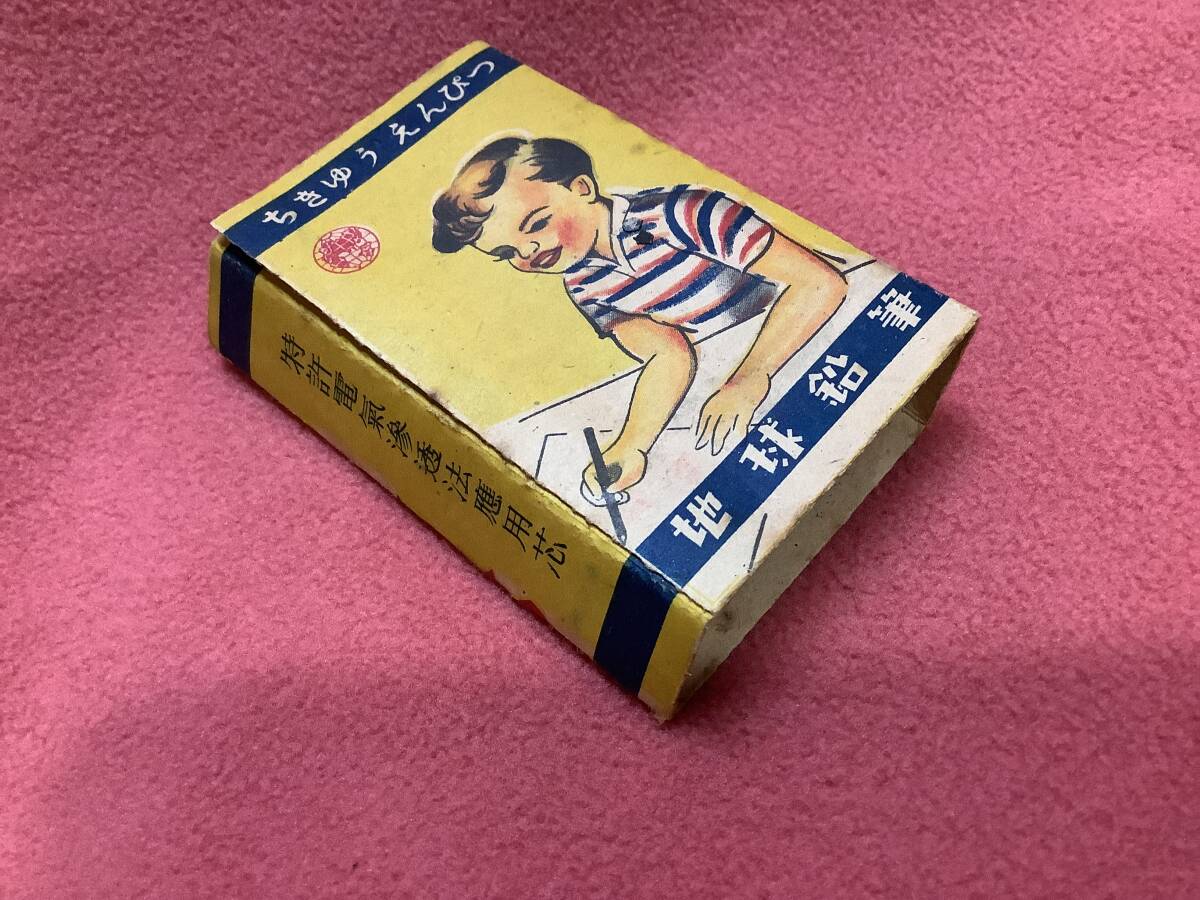 ちきゆうえんぴつ
地球鉛筆
特許電氣滲透法應用芯